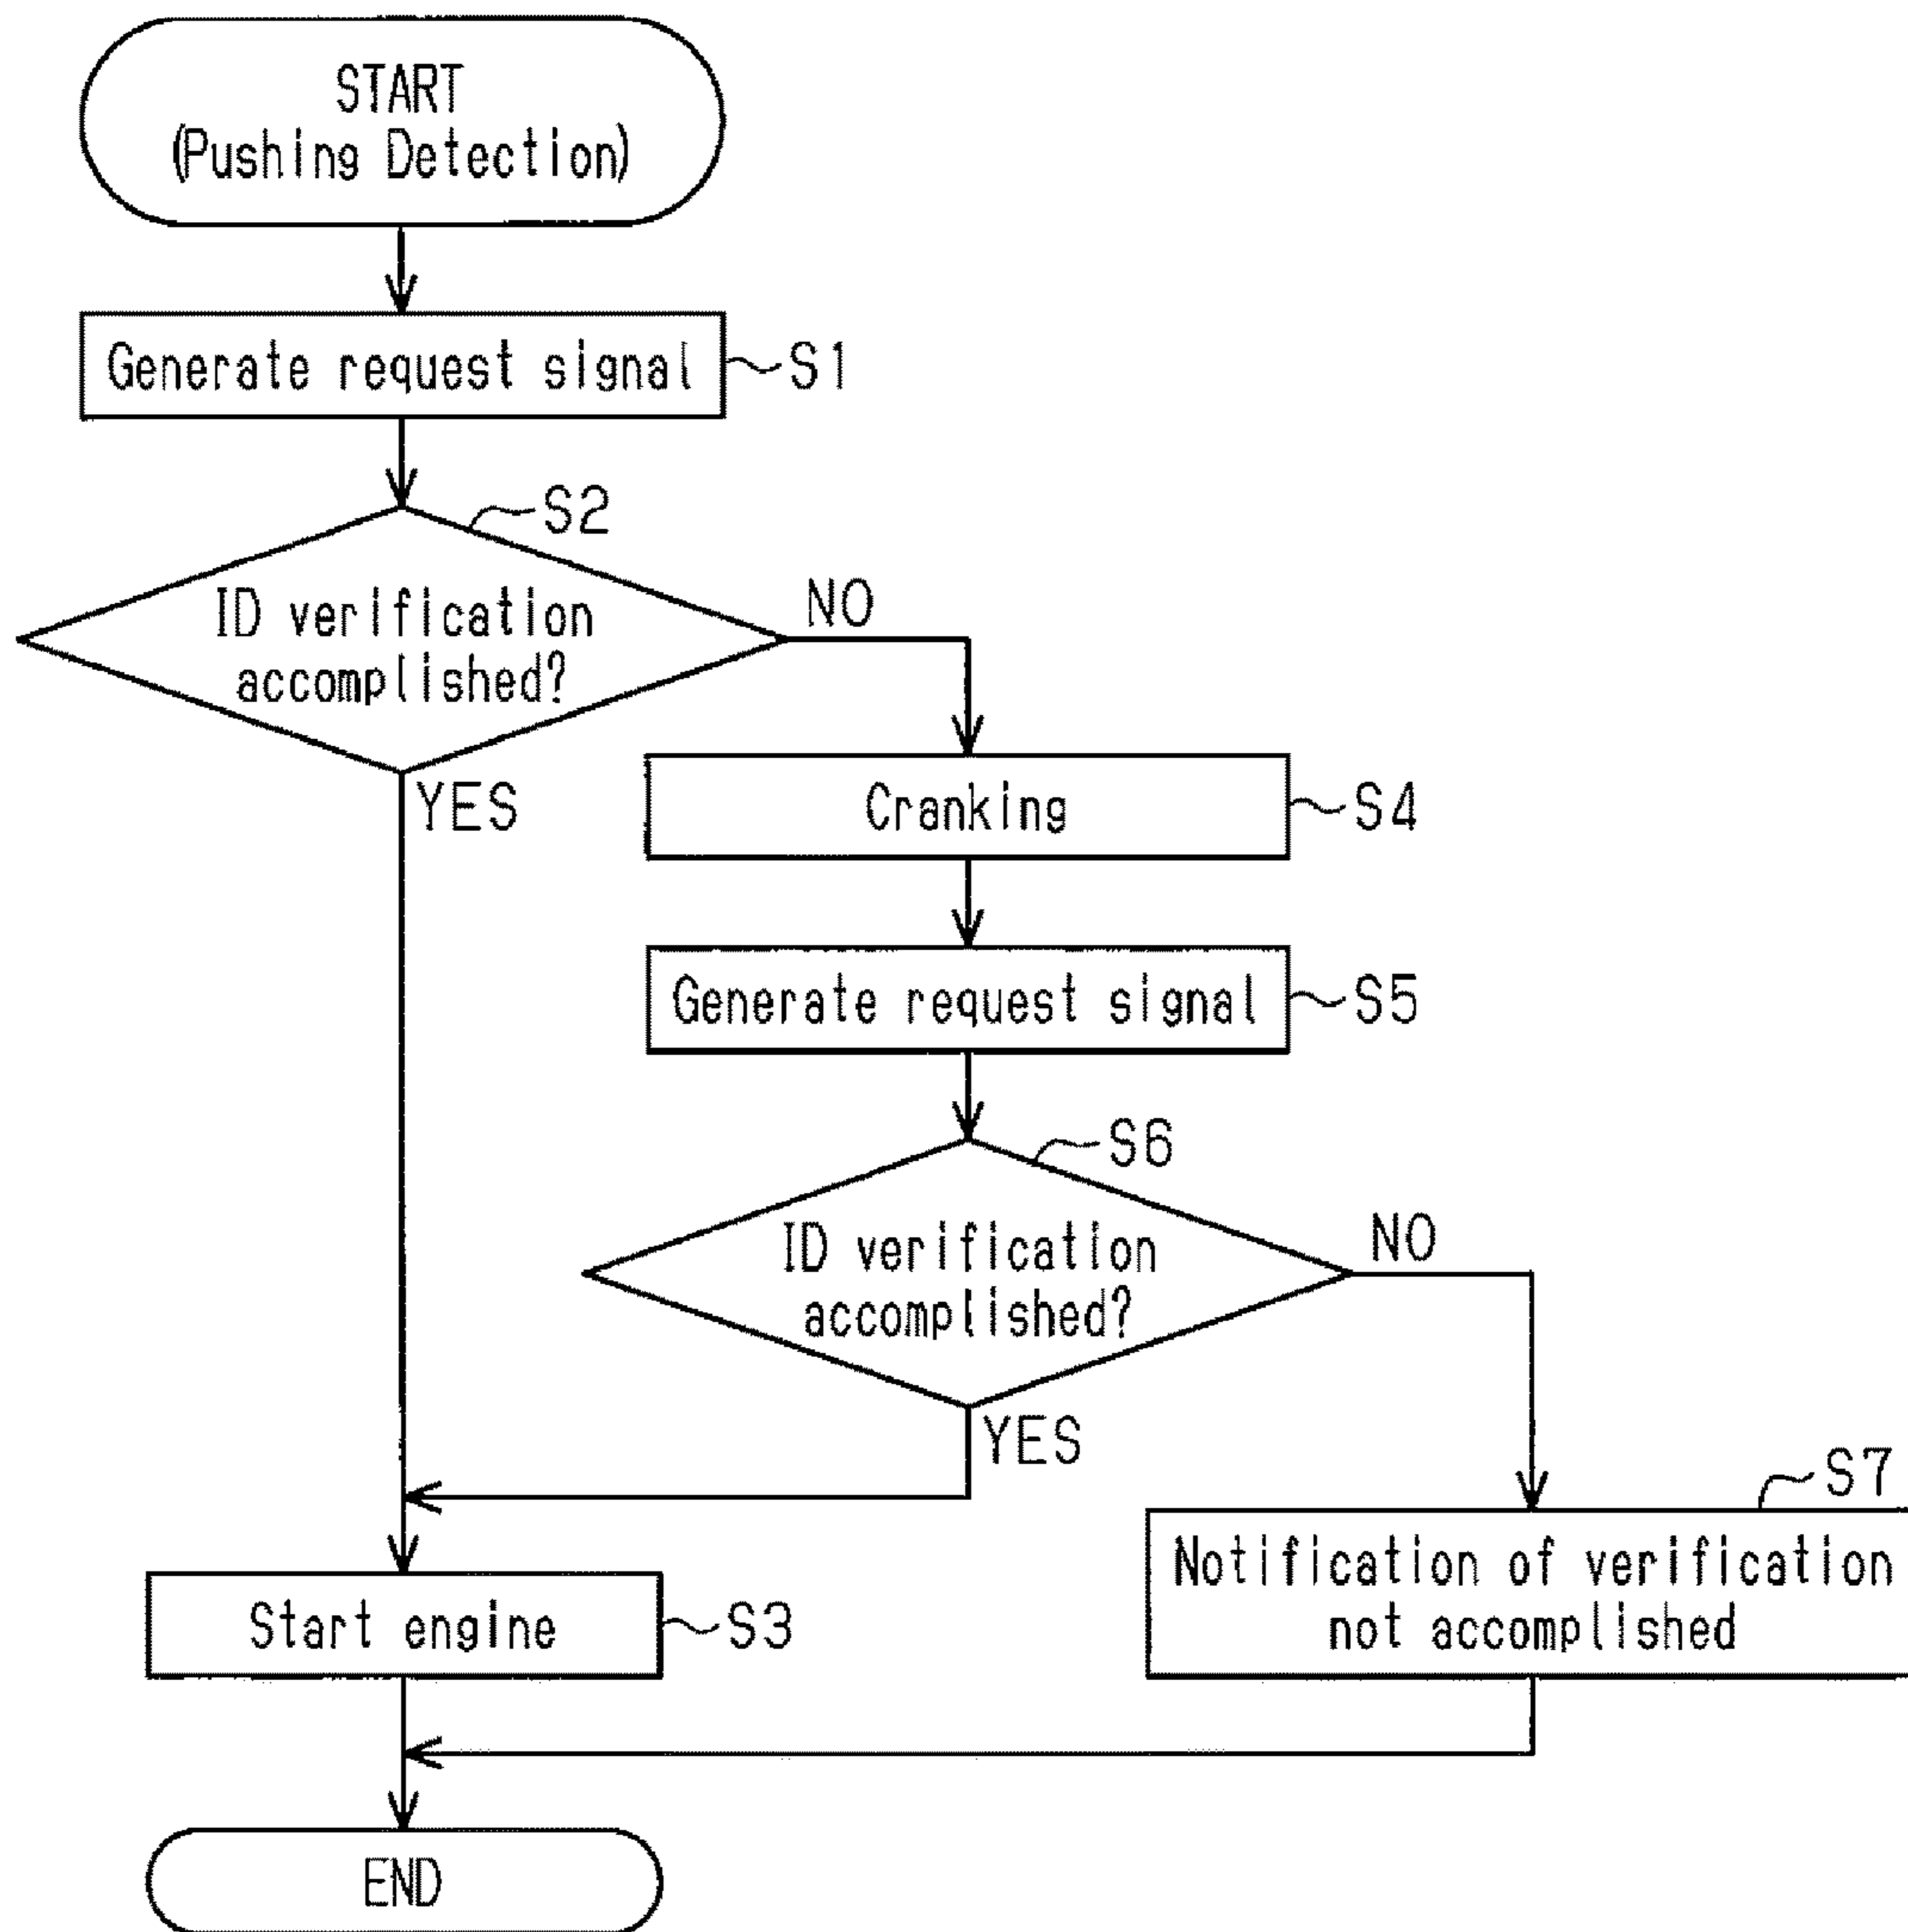 START
(Pushing Detection)
Generate request signal
S1
S2
ID verification
accomplished?
NO
YES
Cranking
S4
Generate request signal
S5
S6
ID verification
accomplished?
NO
YES
S7
Notification of verification
not accomplished
Start engine
S3
END